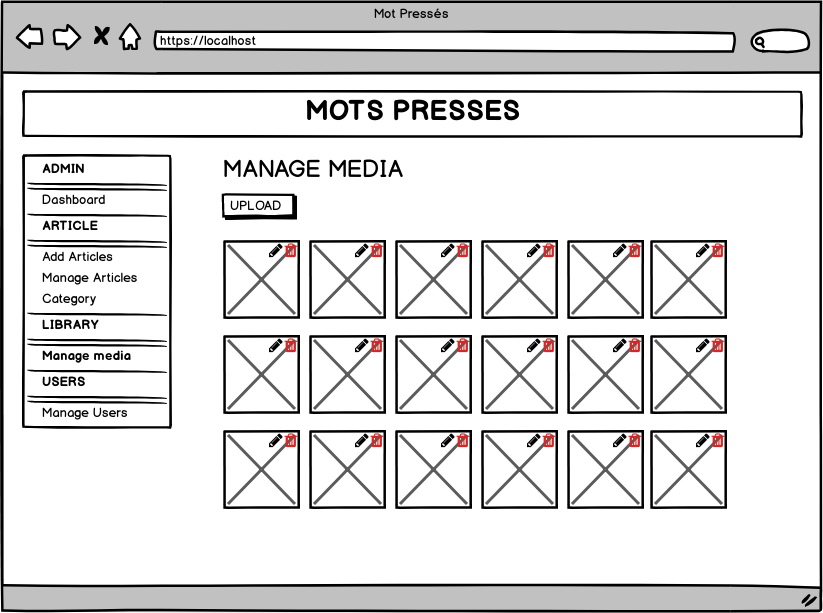 Mot Pressés
https://localhost
MOTS PRESSES
ADMIN
Dashboard
ARTICLE
Add Articles
Manage Articles
Category
LIBRARY
Manage media
USERS
Manage Users
MANAGE MEDIA
UPLOAD